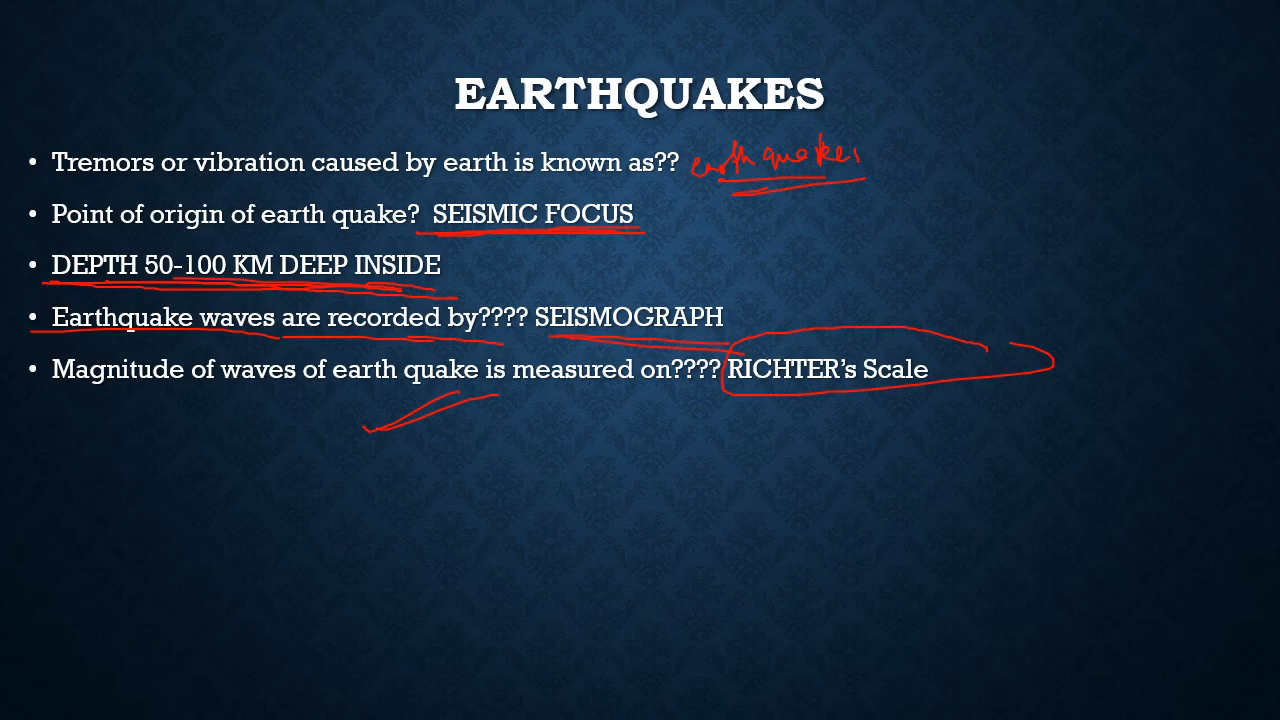 EARTHQUAKES
• Tremors or vibration caused by earth is known as?? earthquakes
• Point of origin of earth quake? SEISMIC FOCUS
• DEPTH 50-100 KM DEEP INSIDE
• Earthquake waves are recorded by???? SEISMOGRAPH
• Magnitude of waves of earth quake is measured on???? RICHTER's Scale